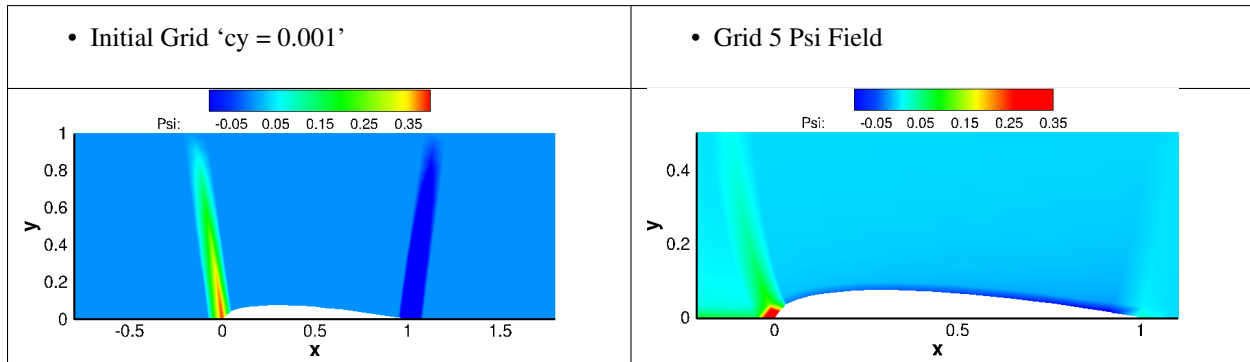 • Initial Grid ‘cy = 0.001’
• Grid 5 Psi Field
Psi: -0.05 0.05 0.15 0.25 0.35
1
0.8
0.6
0.4
0.2
0
y
-0.5 0 0.5 1 1.5
x
Psi: -0.05 0.05 0.15 0.25 0.35
0.4
0.2
0
y
0 0.5 1
x